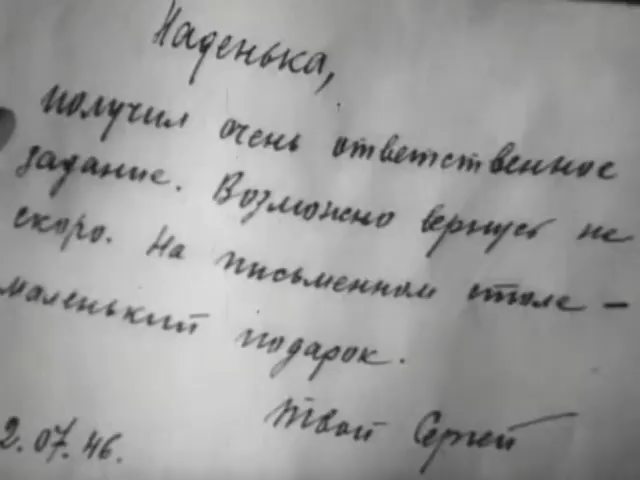 Наденька,
получил очень ответственное
задание. Возможно вернусь не
скоро. На письменном столе –
маленький подарок.
Твой Сергей
2.07.46.